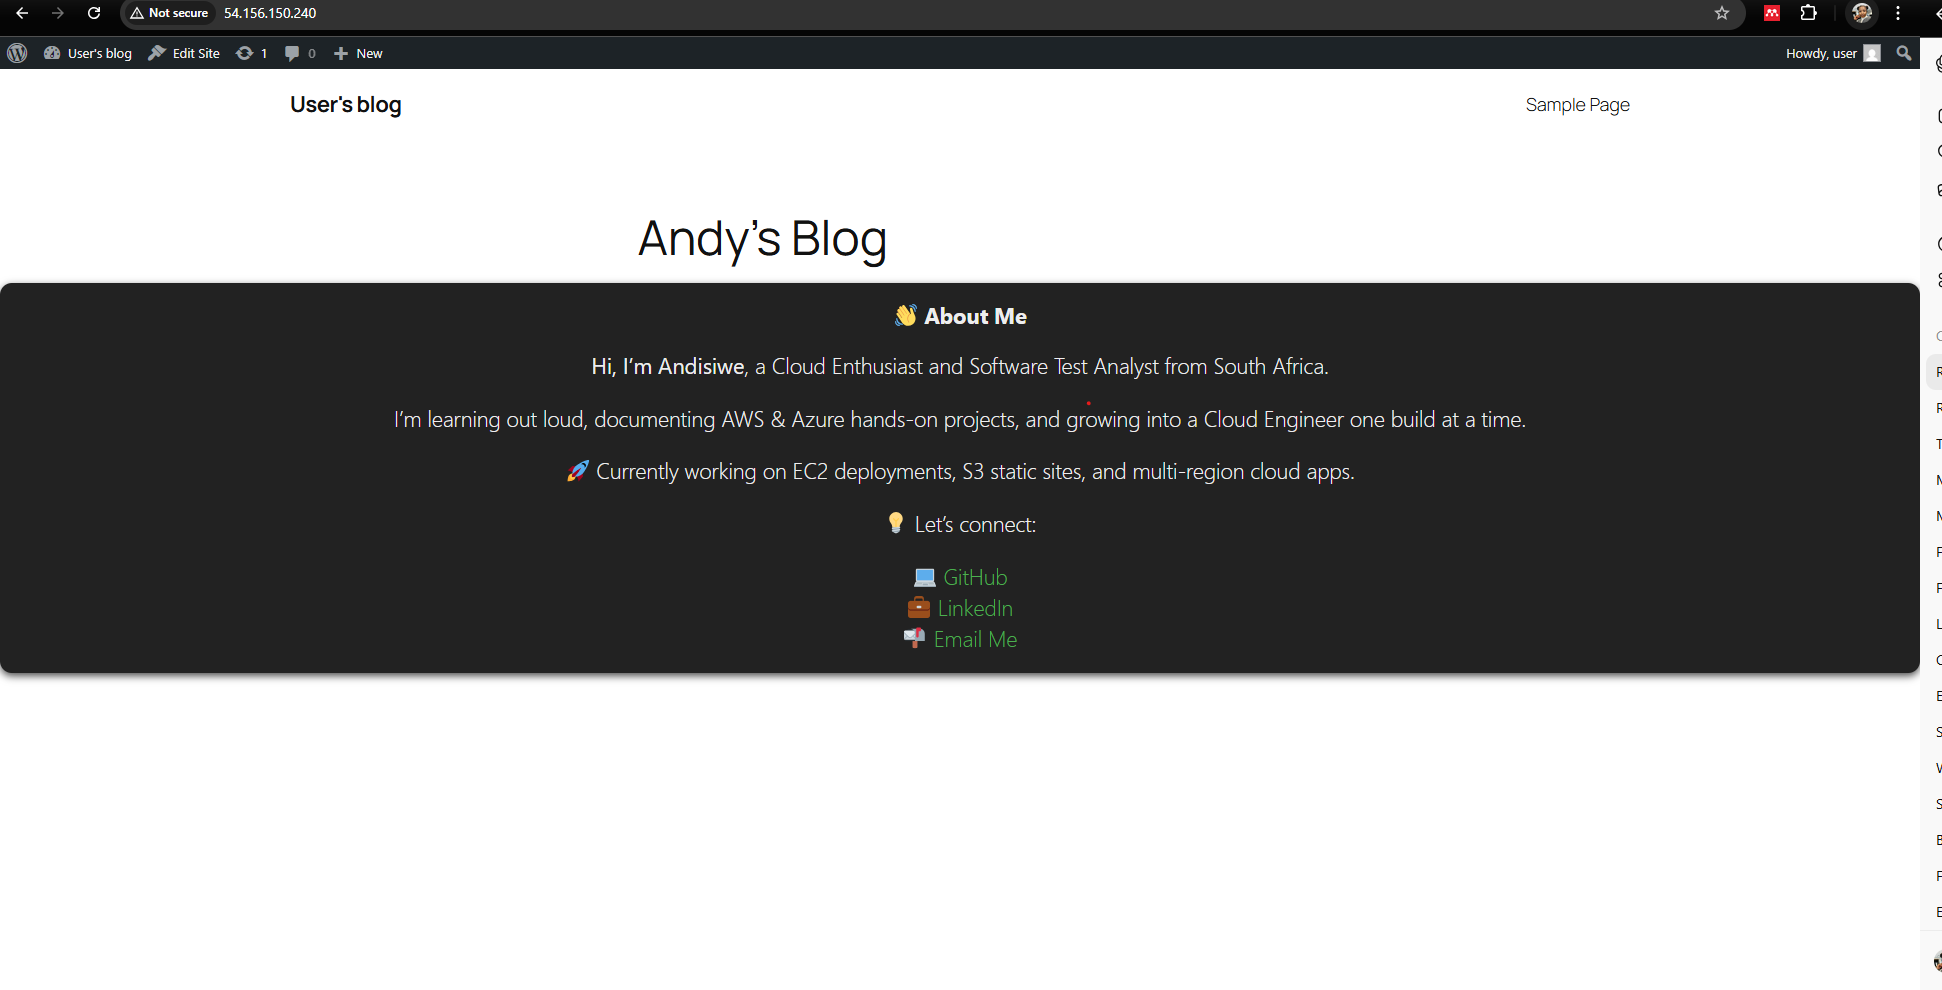 Not secure 54.156.150.240
User's blog Edit Site 1 0 New Howdy, user
User's blog Sample Page
Andy’s Blog
👋 About Me
Hi, I’m Andisiwe, a Cloud Enthusiast and Software Test Analyst from South Africa.
I’m learning out loud, documenting AWS & Azure hands-on projects, and growing into a Cloud Engineer one build at a time.
🚀 Currently working on EC2 deployments, S3 static sites, and multi-region cloud apps.
💡 Let’s connect:
💻 GitHub
💼 LinkedIn
📬 Email Me